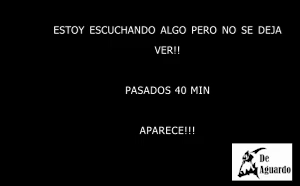 ESTOY ESCUCHANDO ALGO PERO NO SE DEJA
VER!!
PASADOS 40 MIN
APARECE!!!
De
Aguardo